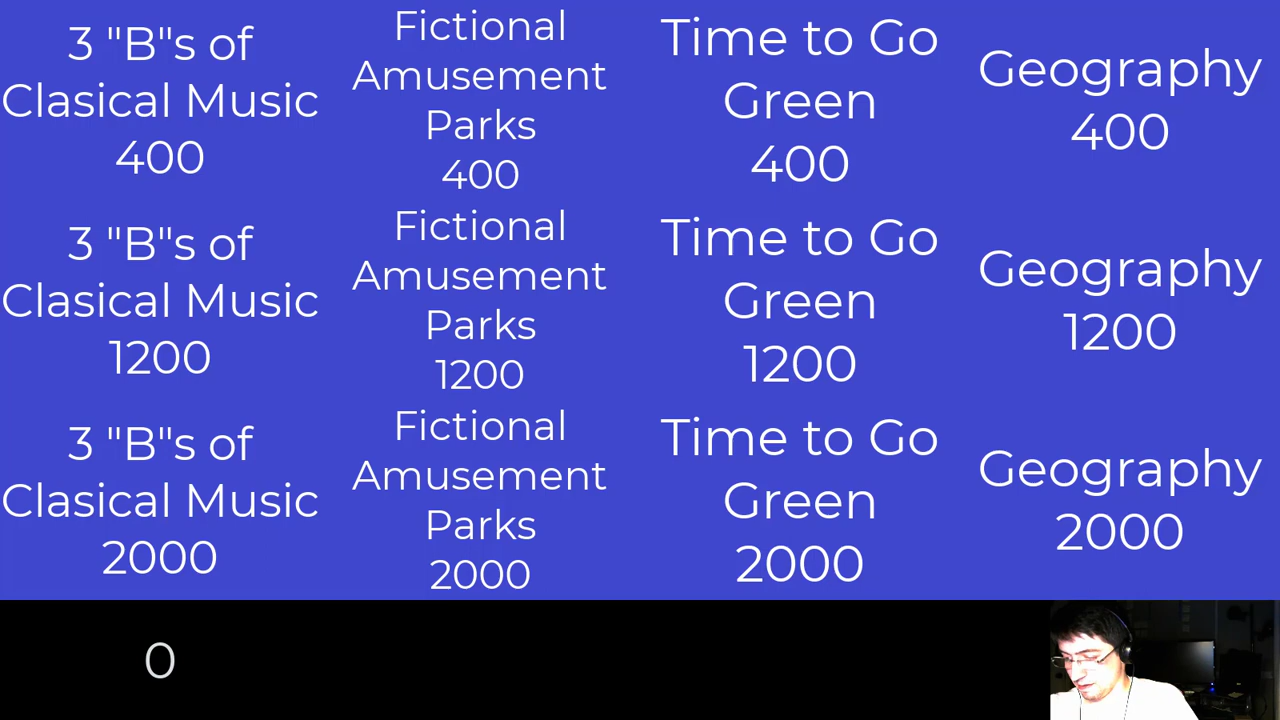 3 "B"s of
Clasical Music
400
Fictional
Amusement
Parks
400
Time to Go
Green
400
Geography
400
3 "B"s of
Clasical Music
1200
Fictional
Amusement
Parks
1200
Time to Go
Green
1200
Geography
1200
3 "B"s of
Clasical Music
2000
Fictional
Amusement
Parks
2000
Time to Go
Green
2000
Geography
2000
0